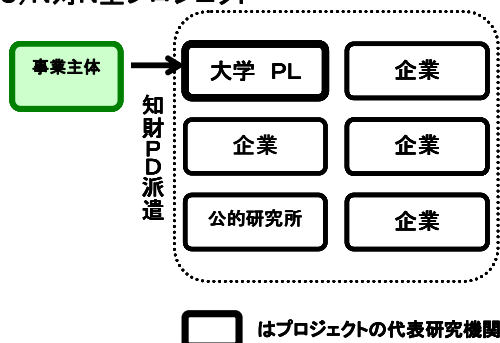 N対N型プロジェクト
事業主体
大学 PL
企業
知財PD派遣
企業
企業
公的研究所
企業
はプロジェクトの代表研究機関